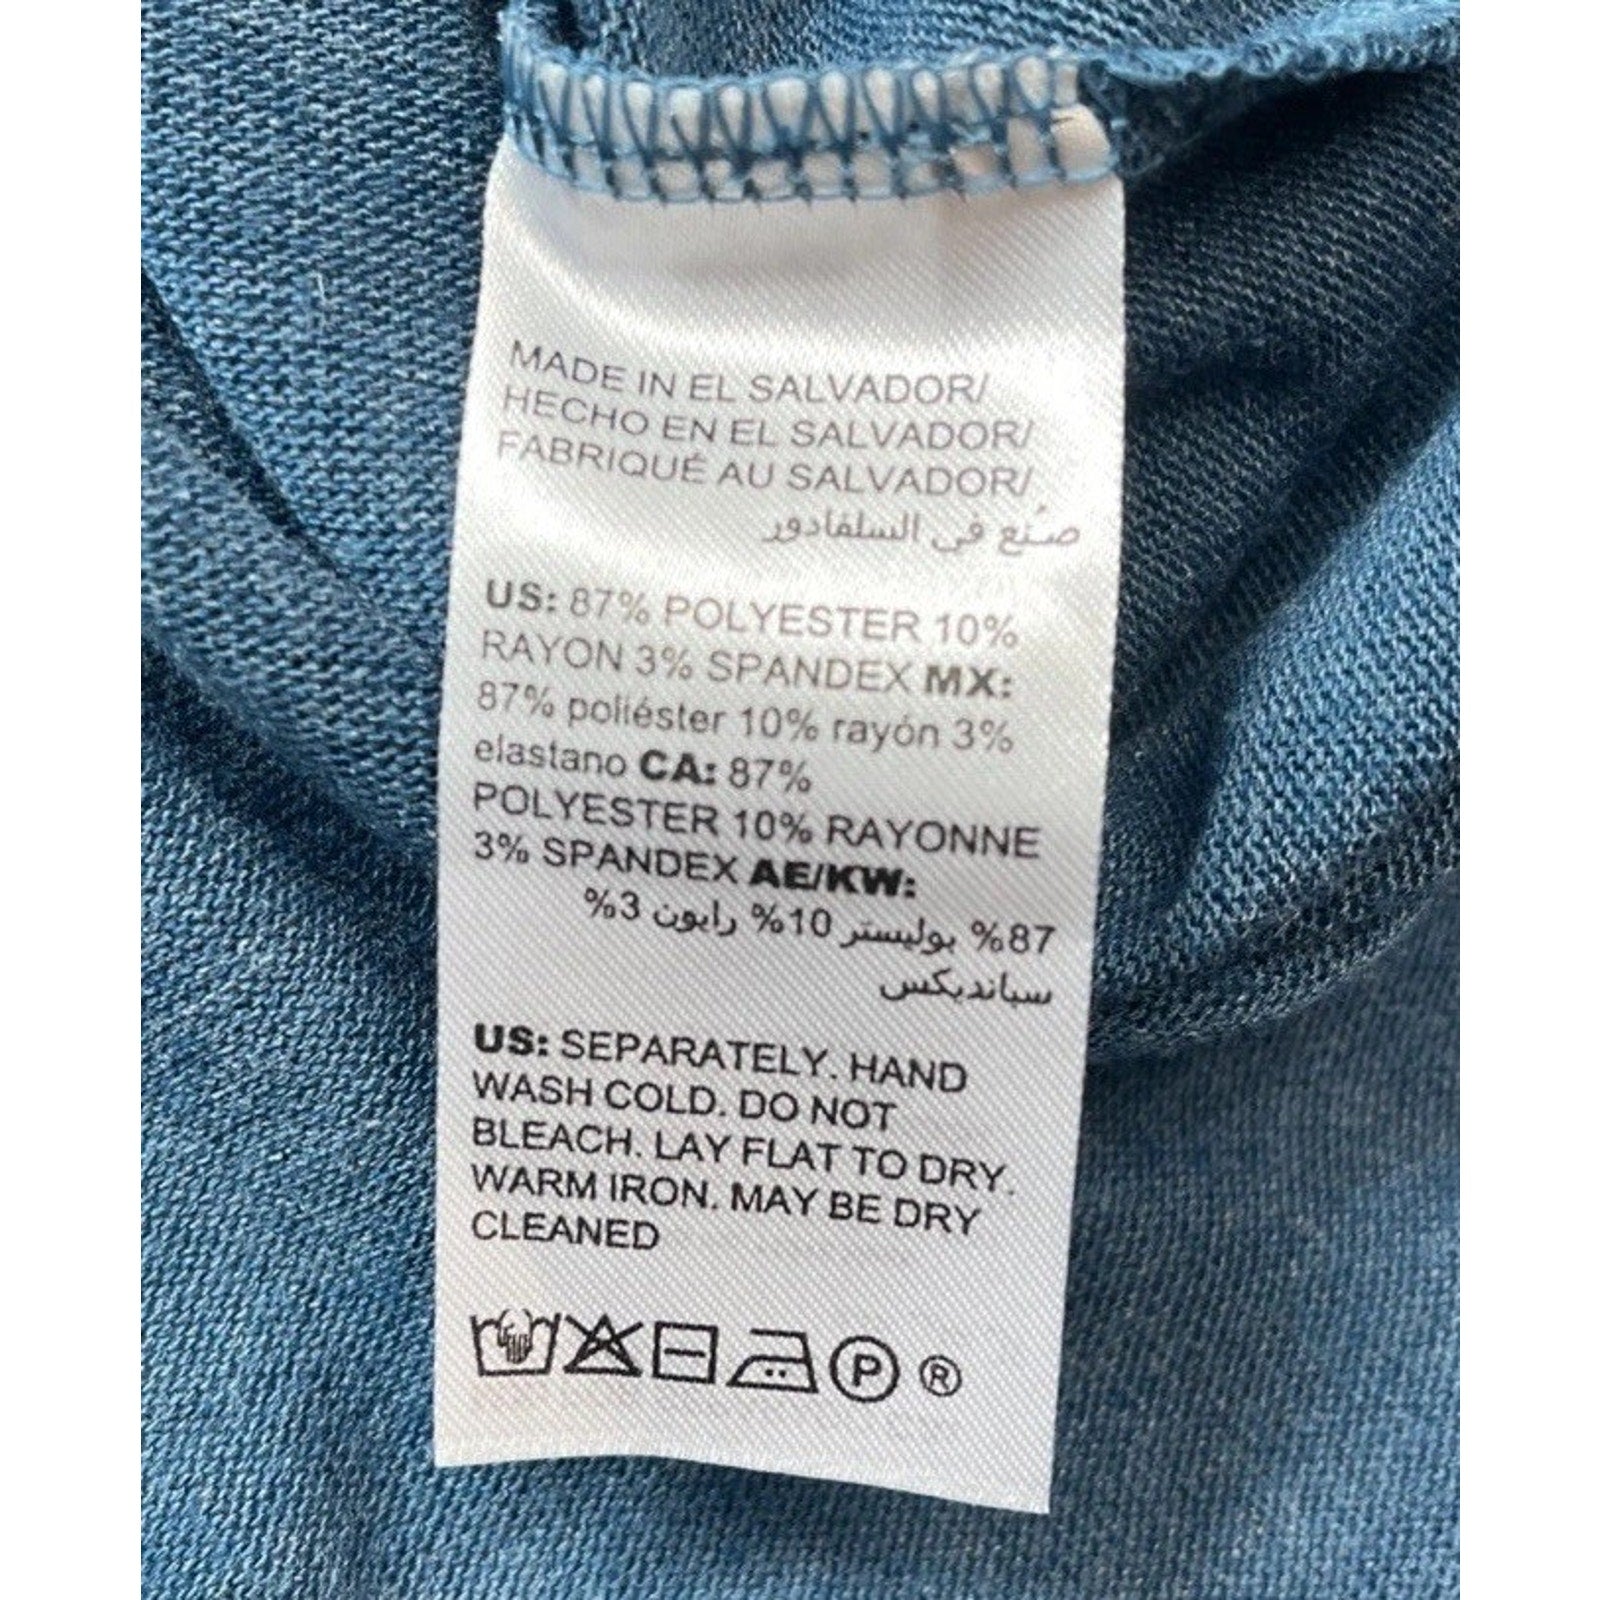 MADE IN EL SALVADOR/
HECHO EN EL SALVADOR/
FABRIQUÉ AU SALVADOR/
صُنع في السلفادور
US: 87% POLYESTER 10%
RAYON 3% SPANDEX MX:
87% poliéster 10% rayón 3%
elastano CA: 87%
POLYESTER 10% RAYONNE
3% SPANDEX AE/KW:
87% بوليستر 10% رايون 3%
سبانديكس
US: SEPARATELY. HAND
WASH COLD. DO NOT
BLEACH. LAY FLAT TO DRY.
WARM IRON. MAY BE DRY
CLEANED
P ®